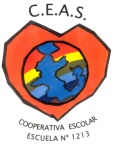 C.E.A.S.
COOPERATIVA ESCOLAR
ESCUELA Nº 1213